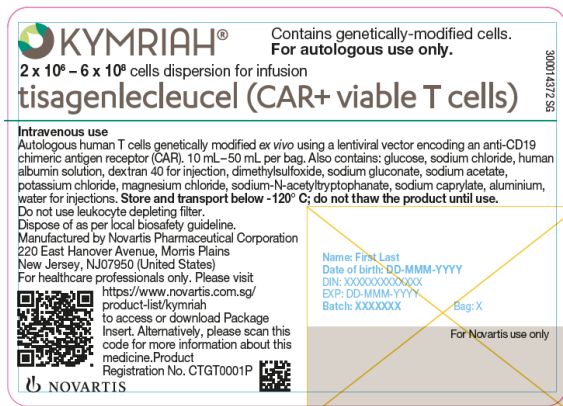 KYMRIAH®
Contains genetically-modified cells.
For autologous use only.
2 x 10⁶ – 6 x 10⁸ cells dispersion for infusion
tisagenlecleucel (CAR+ viable T cells)
300014372 SG
Intravenous use
Autologous human T cells genetically modified ex vivo using a lentiviral vector encoding an anti-CD19
chimeric antigen receptor (CAR). 10 mL–50 mL per bag. Also contains: glucose, sodium chloride, human
albumin solution, dextran 40 for injection, dimethylsulfoxide, sodium gluconate, sodium acetate,
potassium chloride, magnesium chloride, sodium-N-acetyltryptophanate, sodium caprylate, aluminium,
water for injections. Store and transport below -120° C; do not thaw the product until use.
Do not use leukocyte depleting filter.
Dispose of as per local biosafety guideline.
Manufactured by Novartis Pharmaceutical Corporation
220 East Hanover Avenue, Morris Plains
New Jersey, NJ07950 (United States)
For healthcare professionals only. Please visit
https://www.novartis.com.sg/
product-list/kymriah
to access or download Package
Insert. Alternatively, please scan this
code for more information about this
medicine.Product
Registration No. CTGT0001P
NOVARTIS
Name: First Last
Date of birth: DD-MMM-YYYY
DIN: XXXXXXXXXXXXX
EXP: DD-MMM-YYYY
Batch: XXXXXXX Bag: X
For Novartis use only